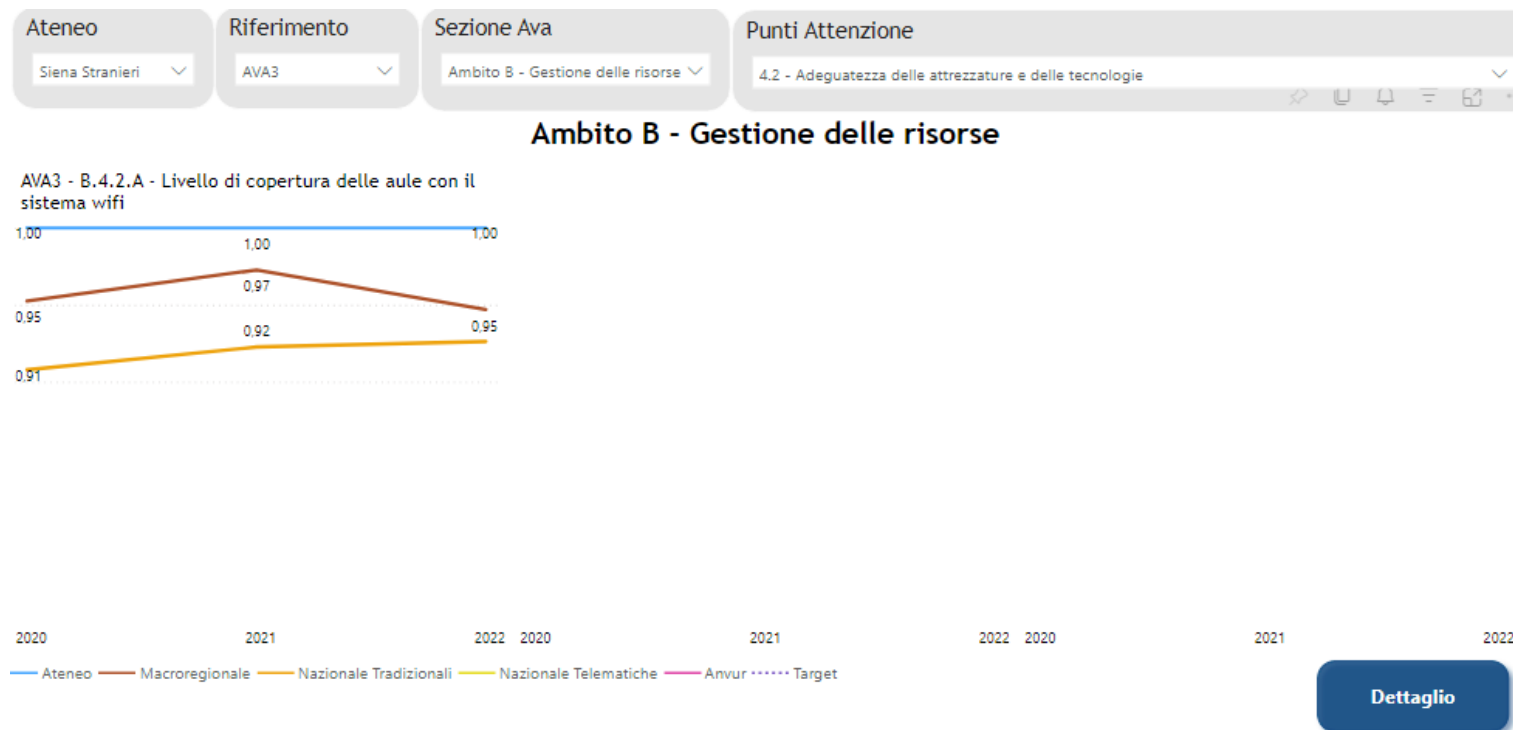 Ateneo
Riferimento
Sezione Ava
Punti Attenzione
Siena Stranieri
AVA3
Ambito B - Gestione delle risorse
4.2 - Adeguatezza delle attrezzature e delle tecnologie
Ambito B - Gestione delle risorse
AVA3 - B.4.2.A - Livello di copertura delle aule con il
sistema wifi
1,00
1,00
1,00
0,97
0,95
0,92
0,95
0,91
2020 2021 2022 2020 2021 2022 2020 2021 2022
Ateneo Macroregionale Nazionale Tradizionali Nazionale Telematiche Anvur Target
Dettaglio